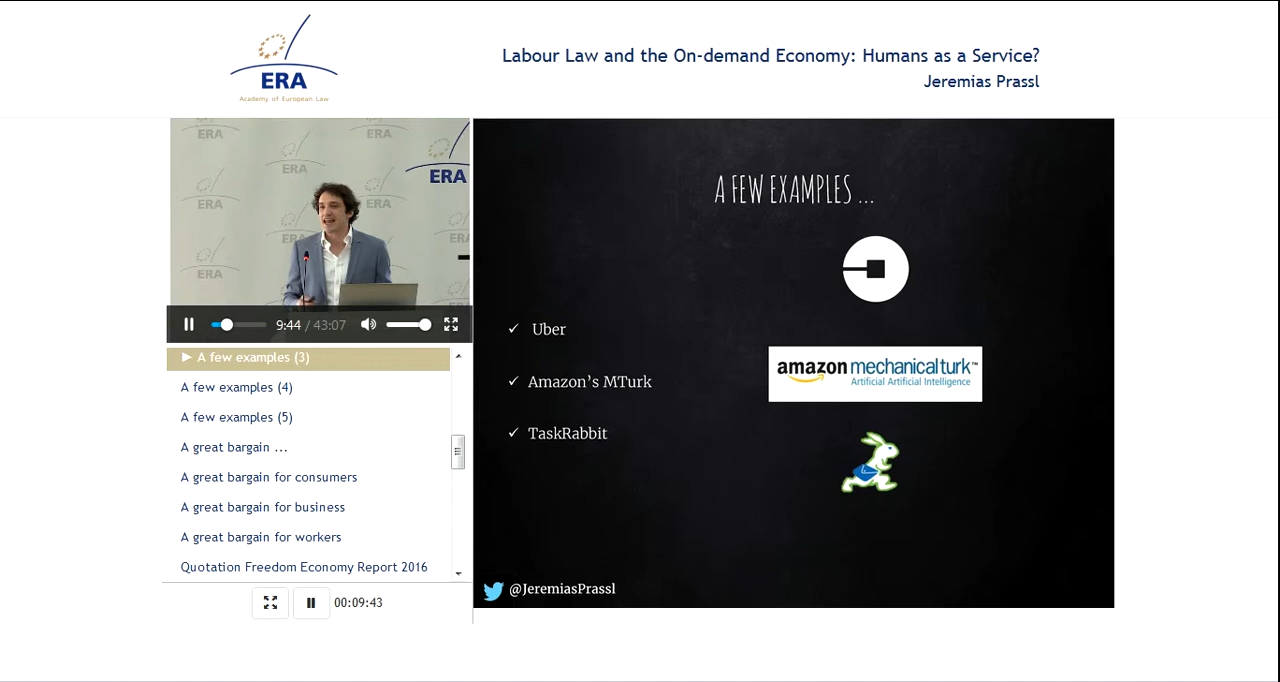 ERA
Academy of European Law
Labour Law and the On-demand Economy: Humans as a Service?
Jeremias Prassl
ERA
ERA
ERA
ERA
ERA
ERA
ERA
ERA
ERA
9:44 / 43:07
► A few examples (3)
A few examples (4)
A few examples (5)
A great bargain ...
A great bargain for consumers
A great bargain for business
A great bargain for workers
Quotation Freedom Economy Report 2016
00:09:43
A FEW EXAMPLES ...
✓ Uber
✓ Amazon’s MTurk
✓ TaskRabbit
amazon mechanicalturk™
Artificial Artificial Intelligence
@JeremiasPrassl